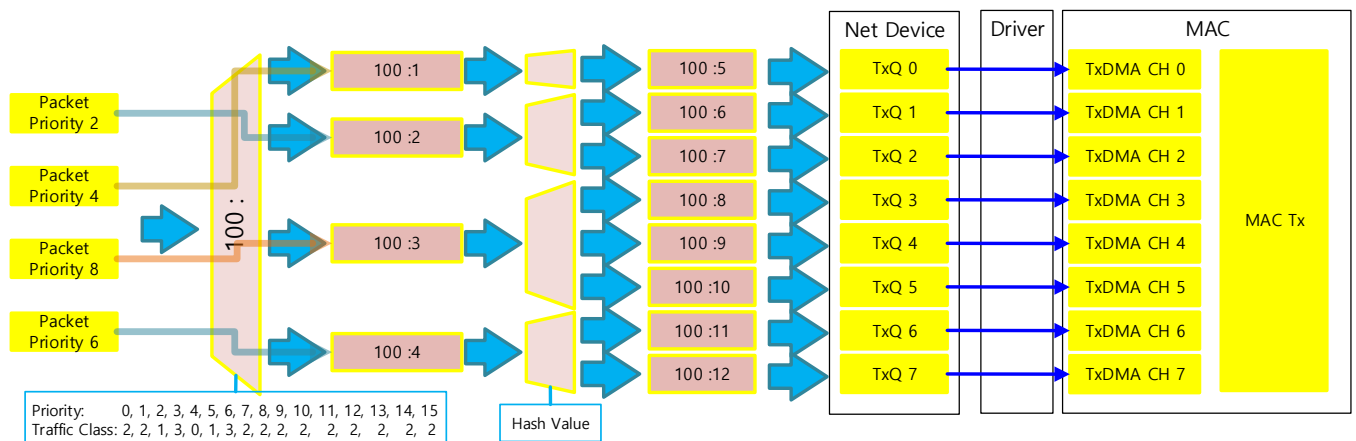 Net Device
Driver
MAC
Packet
Priority 2
Packet
Priority 4
Packet
Priority 8
Packet
Priority 6
100 :
100 :1
100 :2
100 :3
100 :4
100 :5
100 :6
100 :7
100 :8
100 :9
100 :10
100 :11
100 :12
TxQ 0
TxQ 1
TxQ 2
TxQ 3
TxQ 4
TxQ 5
TxQ 6
TxQ 7
TxDMA CH 0
TxDMA CH 1
TxDMA CH 2
TxDMA CH 3
TxDMA CH 4
TxDMA CH 5
TxDMA CH 6
TxDMA CH 7
MAC Tx
Priority: 0, 1, 2, 3, 4, 5, 6, 7, 8, 9, 10, 11, 12, 13, 14, 15
Traffic Class: 2, 2, 1, 3, 0, 1, 3, 2, 2, 2, 2, 2, 2, 2, 2, 2
Hash Value